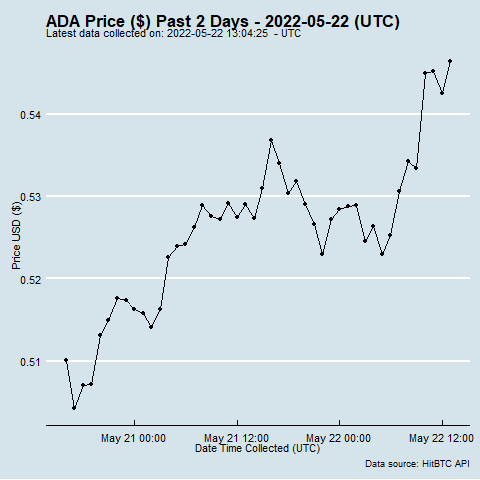 ADA Price ($) Past 2 Days - 2022-05-22 (UTC)
Latest data collected on: 2022-05-22 13:04:25 - UTC
0.54
0.53
0.52
0.51
Price USD ($)
May 21 00:00 May 21 12:00 May 22 00:00 May 22 12:00
Date Time Collected (UTC)
Data source: HitBTC API